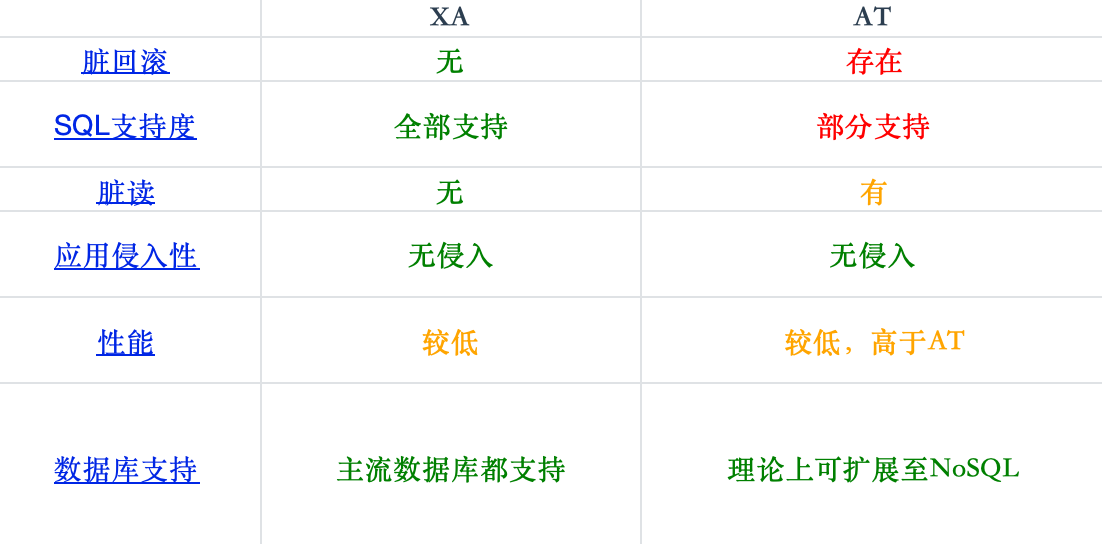 XA AT
脏回滚 无 存在
SQL支持度 全部支持 部分支持
脏读 无 有
应用侵入性 无侵入 无侵入
性能 较低 较低，高于AT
数据库支持 主流数据库都支持 理论上可扩展至NoSQL